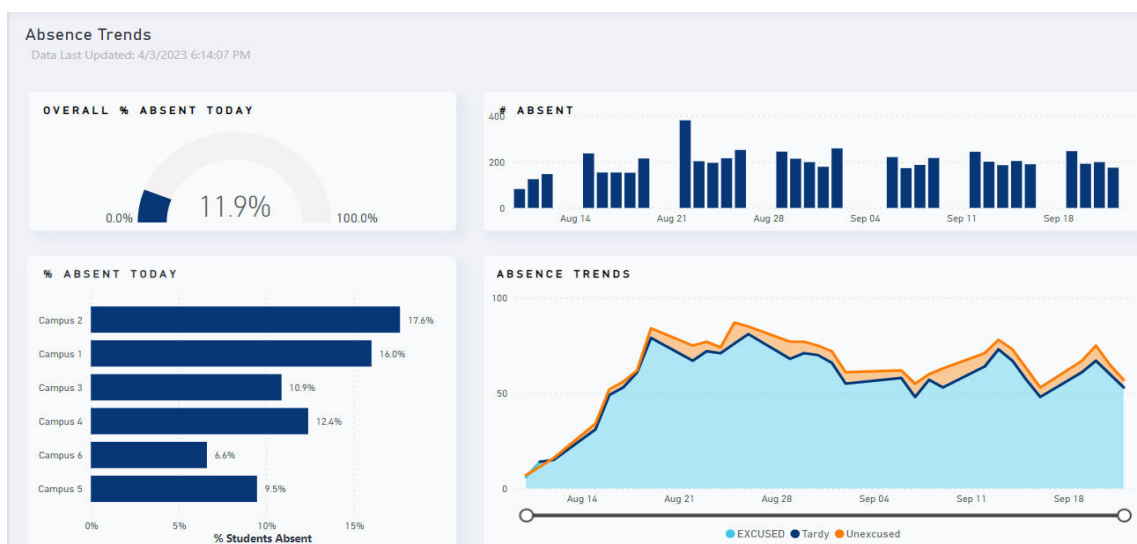 Absence Trends
Data Last Updated: 4/3/2023 6:14:07 PM
OVERALL % ABSENT TODAY
11.9%
0.0%
100.0%
# ABSENT
400
200
0
Aug 14
Aug 21
Aug 28
Sep 04
Sep 11
Sep 18
% ABSENT TODAY
Campus 2
17.6%
Campus 1
16.0%
Campus 3
10.9%
Campus 4
12.4%
Campus 6
6.6%
Campus 5
9.5%
0%
5%
10%
15%
% Students Absent
ABSENCE TRENDS
100
50
0
Aug 14
Aug 21
Aug 28
Sep 04
Sep 11
Sep 18
EXCUSED Tardy Unexcused